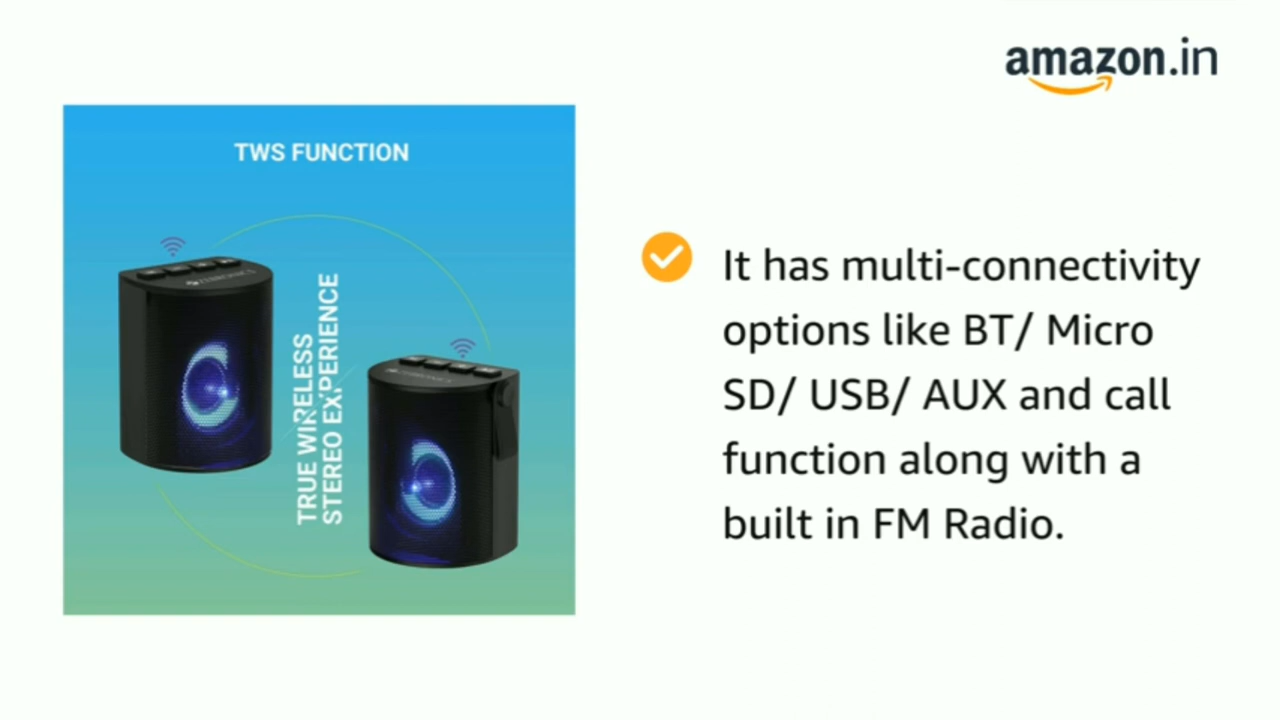 amazon.in
TWS FUNCTION
TRUE WIRELESS
STEREO EXPERIENCE
It has multi-connectivity
options like BT/ Micro
SD/ USB/ AUX and call
function along with a
built in FM Radio.